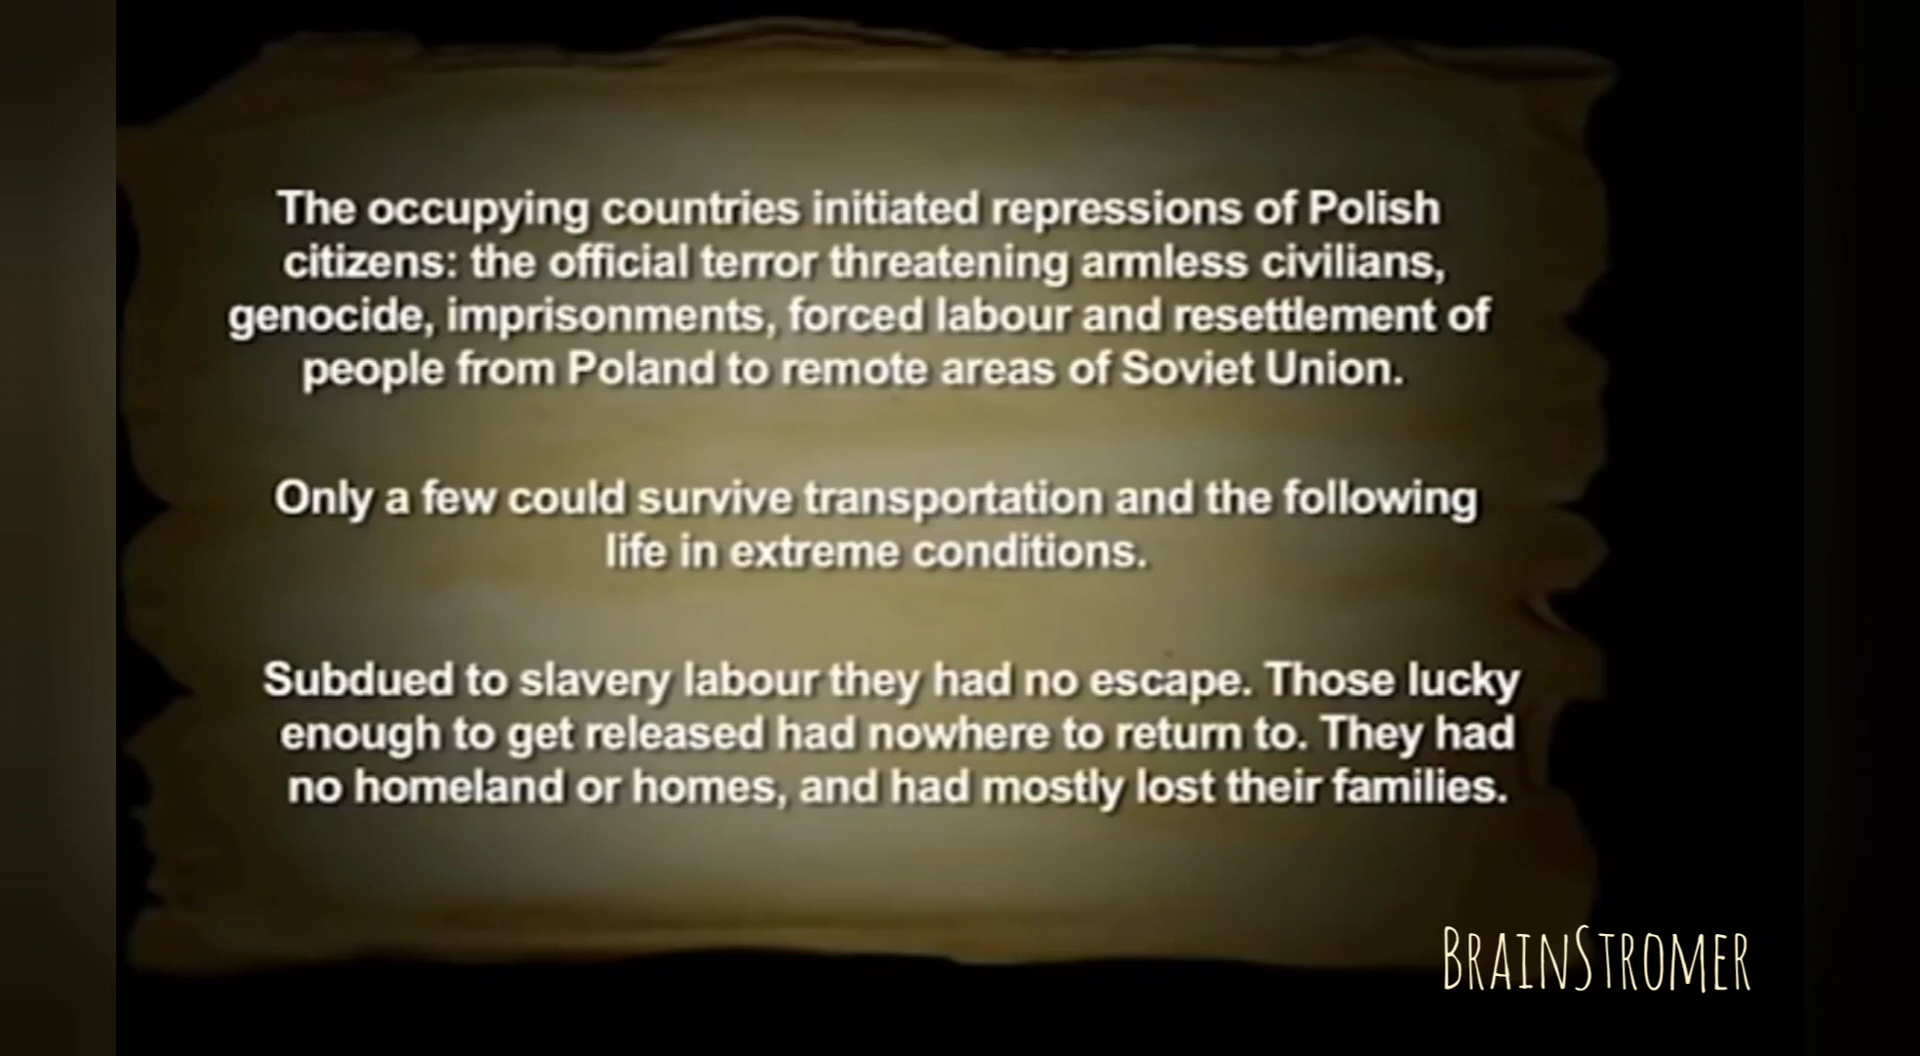 The occupying countries initiated repressions of Polish
citizens: the official terror threatening armless civilians,
genocide, imprisonments, forced labour and resettlement of
people from Poland to remote areas of Soviet Union.
Only a few could survive transportation and the following
life in extreme conditions.
Subdued to slavery labour they had no escape. Those lucky
enough to get released had nowhere to return to. They had
no homeland or homes, and had mostly lost their families.
BRAINSTROMER